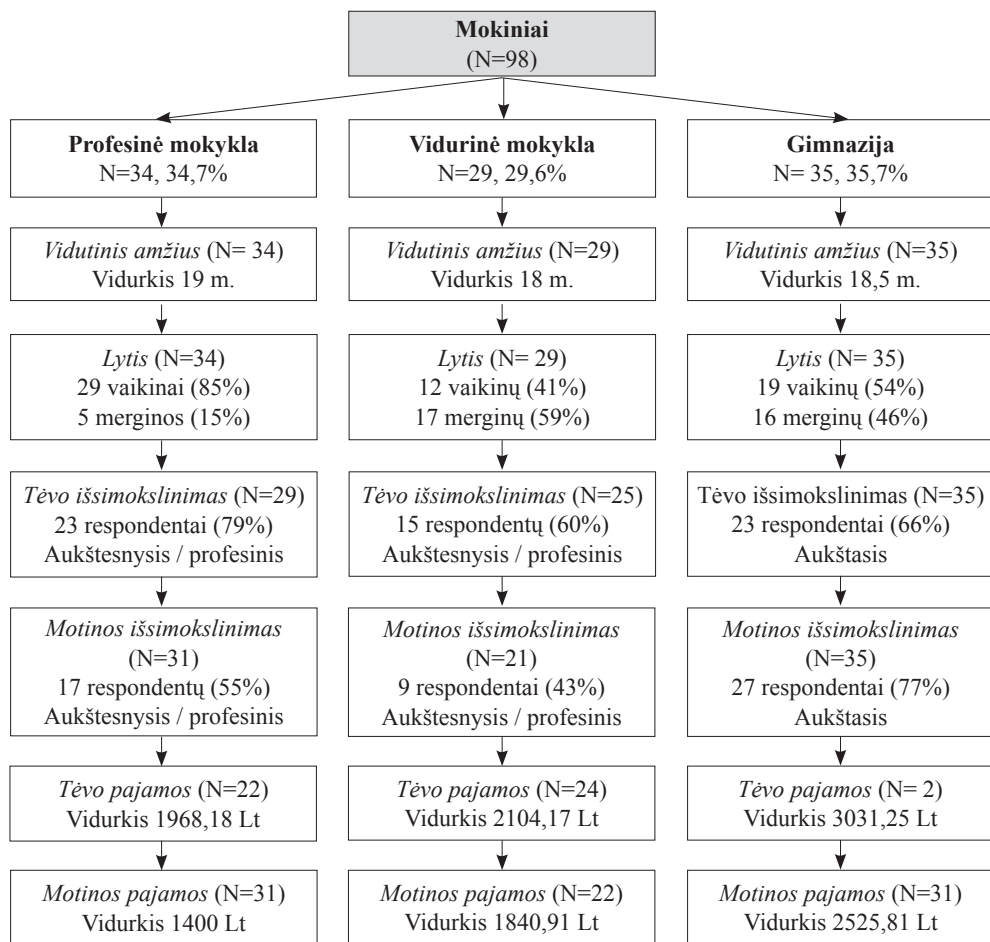 Mokiniai
(N=98)
Profesinė mokykla
N=34, 34,7%
Vidurinė mokykla
N=29, 29,6%
Gimnazija
N= 35, 35,7%
Vidutinis amžius (N= 34)
Vidurkis 19 m.
Vidutinis amžius (N=29)
Vidurkis 18 m.
Vidutinis amžius (N=35)
Vidurkis 18,5 m.
Lytis (N=34)
29 vaikinai (85%)
5 merginos (15%)
Lytis (N= 29)
12 vaikinų (41%)
17 merginų (59%)
Lytis (N= 35)
19 vaikinų (54%)
16 merginų (46%)
Tėvo išsimokslinimas (N=29)
23 respondentai (79%)
Aukštesnysis / profesinis
Tėvo išsimokslinimas (N=25)
15 respondentų (60%)
Aukštesnysis / profesinis
Tėvo išsimokslinimas (N=35)
23 respondentai (66%)
Aukštasis
Motinos išsimokslinimas
(N=31)
17 respondentų (55%)
Aukštesnysis / profesinis
Motinos išsimokslinimas
(N=21)
9 respondentai (43%)
Aukštesnysis / profesinis
Motinos išsimokslinimas
(N=35)
27 respondentai (77%)
Aukštasis
Tėvo pajamos (N=22)
Vidurkis 1968,18 Lt
Tėvo pajamos (N=24)
Vidurkis 2104,17 Lt
Tėvo pajamos (N= 2)
Vidurkis 3031,25 Lt
Motinos pajamos (N=31)
Vidurkis 1400 Lt
Motinos pajamos (N=22)
Vidurkis 1840,91 Lt
Motinos pajamos (N=31)
Vidurkis 2525,81 Lt